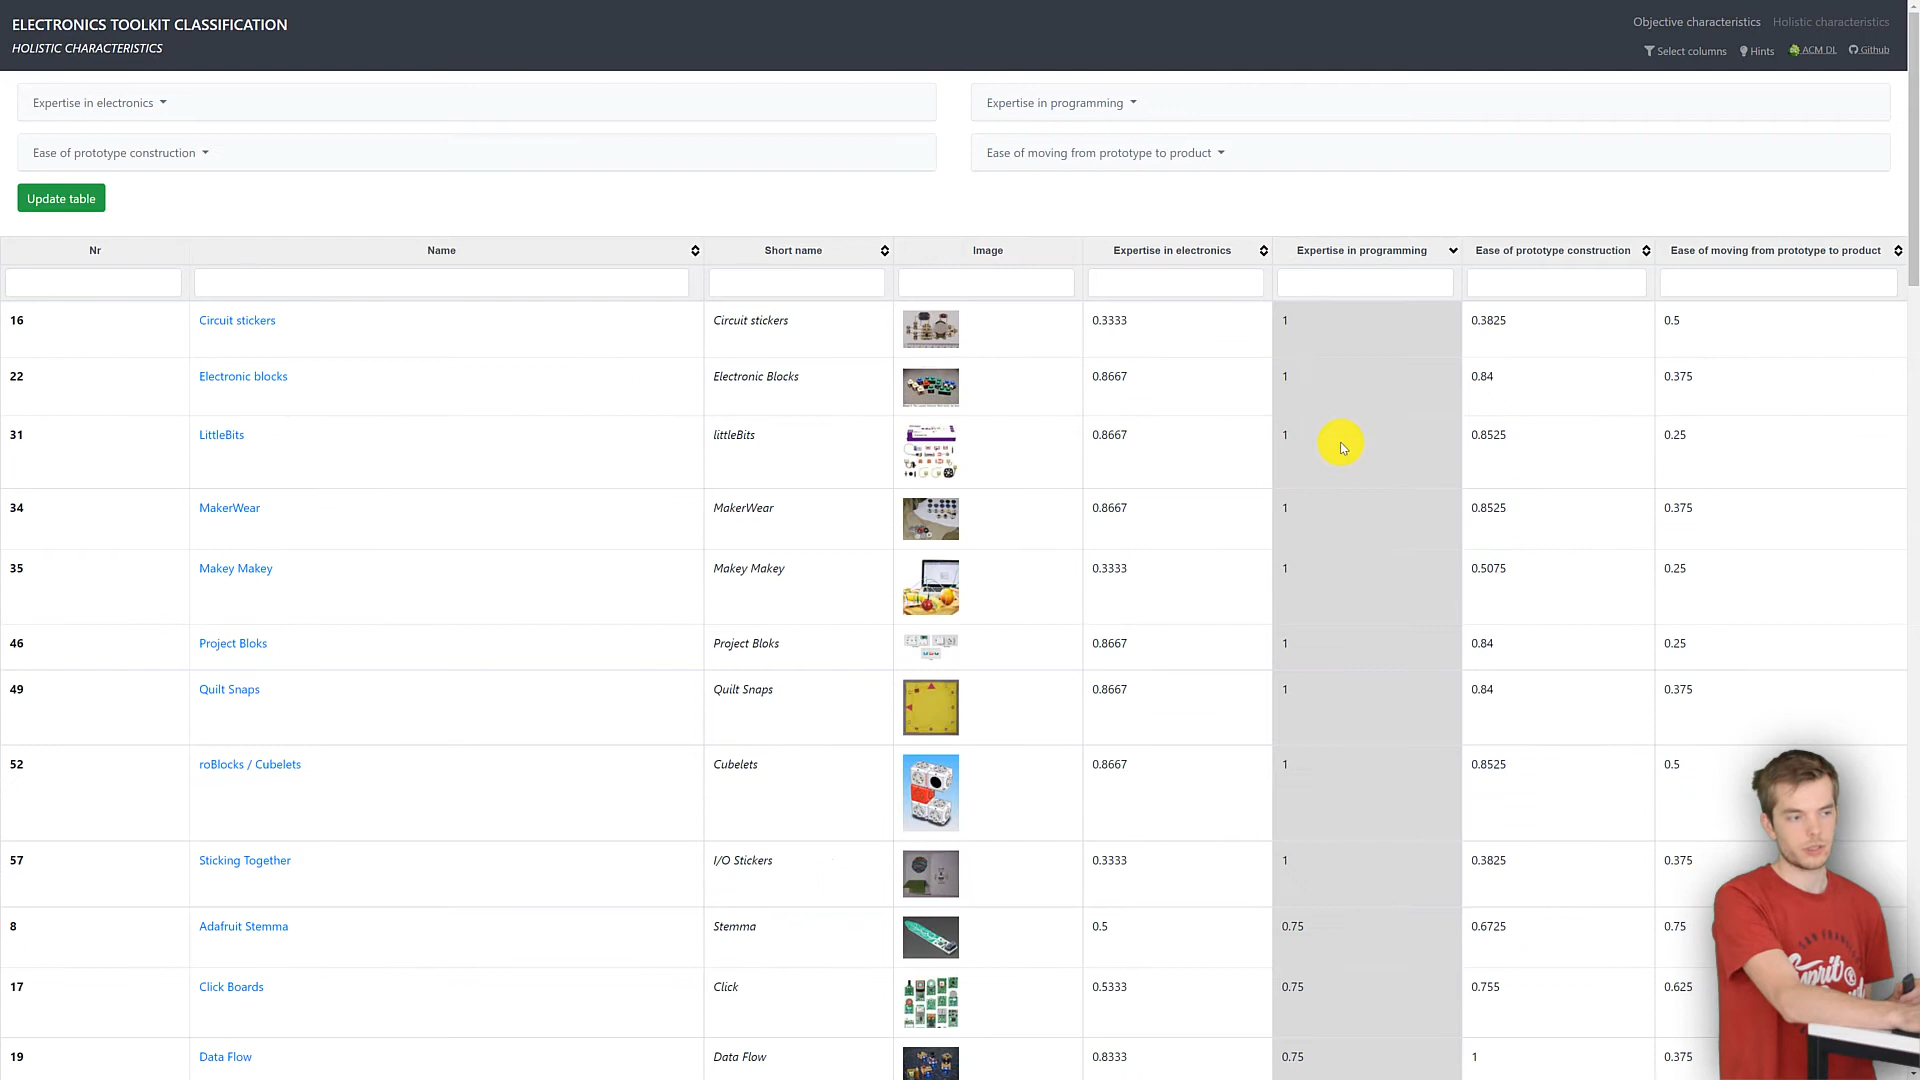 ELECTRONICS TOOLKIT CLASSIFICATION
HOLISTIC CHARACTERISTICS
Objective characteristics Holistic characteristics
Select columns Hints ACM DL Github
Expertise in electronics Expertise in programming
Ease of prototype construction Ease of moving from prototype to product
Update table
Nr Name Short name Image Expertise in electronics Expertise in programming Ease of prototype construction Ease of moving from prototype to product
16 Circuit stickers Circuit stickers 0.3333 1 0.3825 0.5
22 Electronic blocks Electronic Blocks 0.8667 1 0.84 0.375
31 LittleBits littleBits 0.8667 1 0.8525 0.25
34 MakerWear MakerWear 0.8667 1 0.8525 0.375
35 Makey Makey Makey Makey 0.3333 1 0.5075 0.25
46 Project Bloks Project Bloks 0.8667 1 0.84 0.25
49 Quilt Snaps Quilt Snaps 0.8667 1 0.84 0.375
52 roBlocks / Cubelets Cubelets 0.8667 1 0.8525 0.5
57 Sticking Together I/O Stickers 0.3333 1 0.3825 0.375
8 Adafruit Stemma Stemma 0.5 0.75 0.6725 0.75
17 Click Boards Click 0.5333 0.75 0.755 0.625
19 Data Flow Data Flow 0.8333 0.75 1 0.375